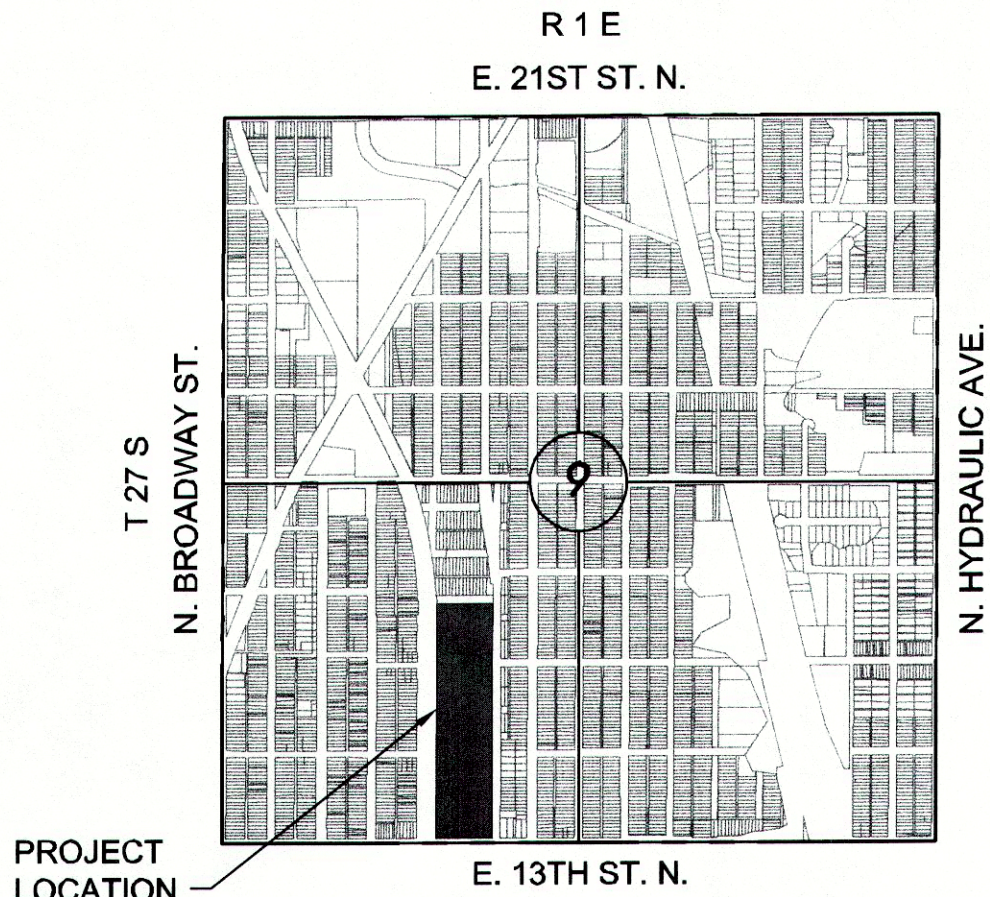 R 1 E
E. 21ST ST. N.
T 27 S
N. BROADWAY ST.
9
N. HYDRAULIC AVE.
PROJECT
LOCATION
E. 13TH ST. N.